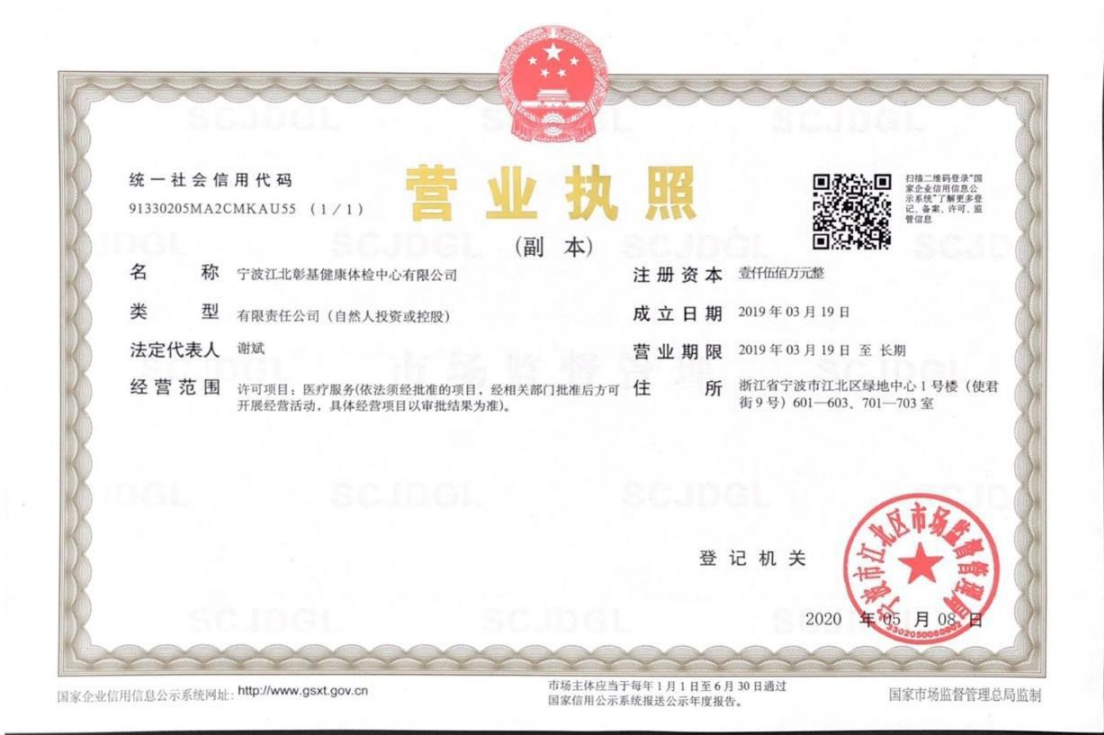 统一社会信用代码
91330205MA2CMKAU55 (1/1)
营业执照
(副 本)
扫描二维码登录“国
家企业信用信息公
示系统”了解更多登
记、备案、许可、监
管信息
名 称 宁波江北彰基健康体检中心有限公司
类 型 有限责任公司（自然人投资或控股）
法定代表人 谢斌
经营范围 许可项目：医疗服务(依法须经批准的项目，经相关部门批准后方可
开展经营活动，具体经营项目以审批结果为准)。
注册资本 壹仟伍佰万元整
成立日期 2019年03月19日
营业期限 2019年03月19日 至 长期
住 所 浙江省宁波市江北区绿地中心1号楼（使君
街9号）601—603、701—703室
登记机关
宁波市江北区市场监督管理局
2020 年 05 月 08 日
国家企业信用信息公示系统网址: http://www.gsxt.gov.cn
市场主体应当于每年1月1日至6月30日通过
国家信用公示系统报送公示年度报告。
国家市场监督管理总局监制
SCJDGL
市场监督管理